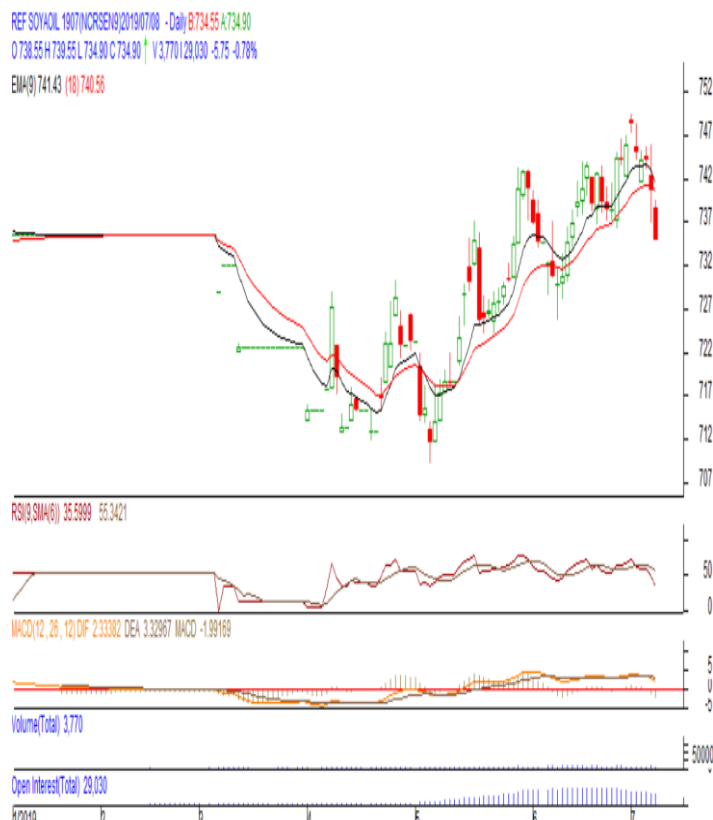 REF SOYAOIL 1907(NCRSEN9)2019/07/08 - Daily B:734.55 A:734.90
O 738.55 H 739.55 L 734.90 C 734.90 ↑ V 3,770 I 29,030 -5.75 -0.78%
EMA(9) 741.43 (18) 740.56
752
747
742
737
732
727
722
717
712
707
RSI(9,SMA(6)) 35.5999 55.3421
500
0
MACD(12, 26, 12) DIF 2.33382 DEA 3.32967 MACD -1.99169
5
0
-5
Volume(Total) 3,770
50000
Open Interest(Total) 29,030
1/2019 2 3 4 5 6 7